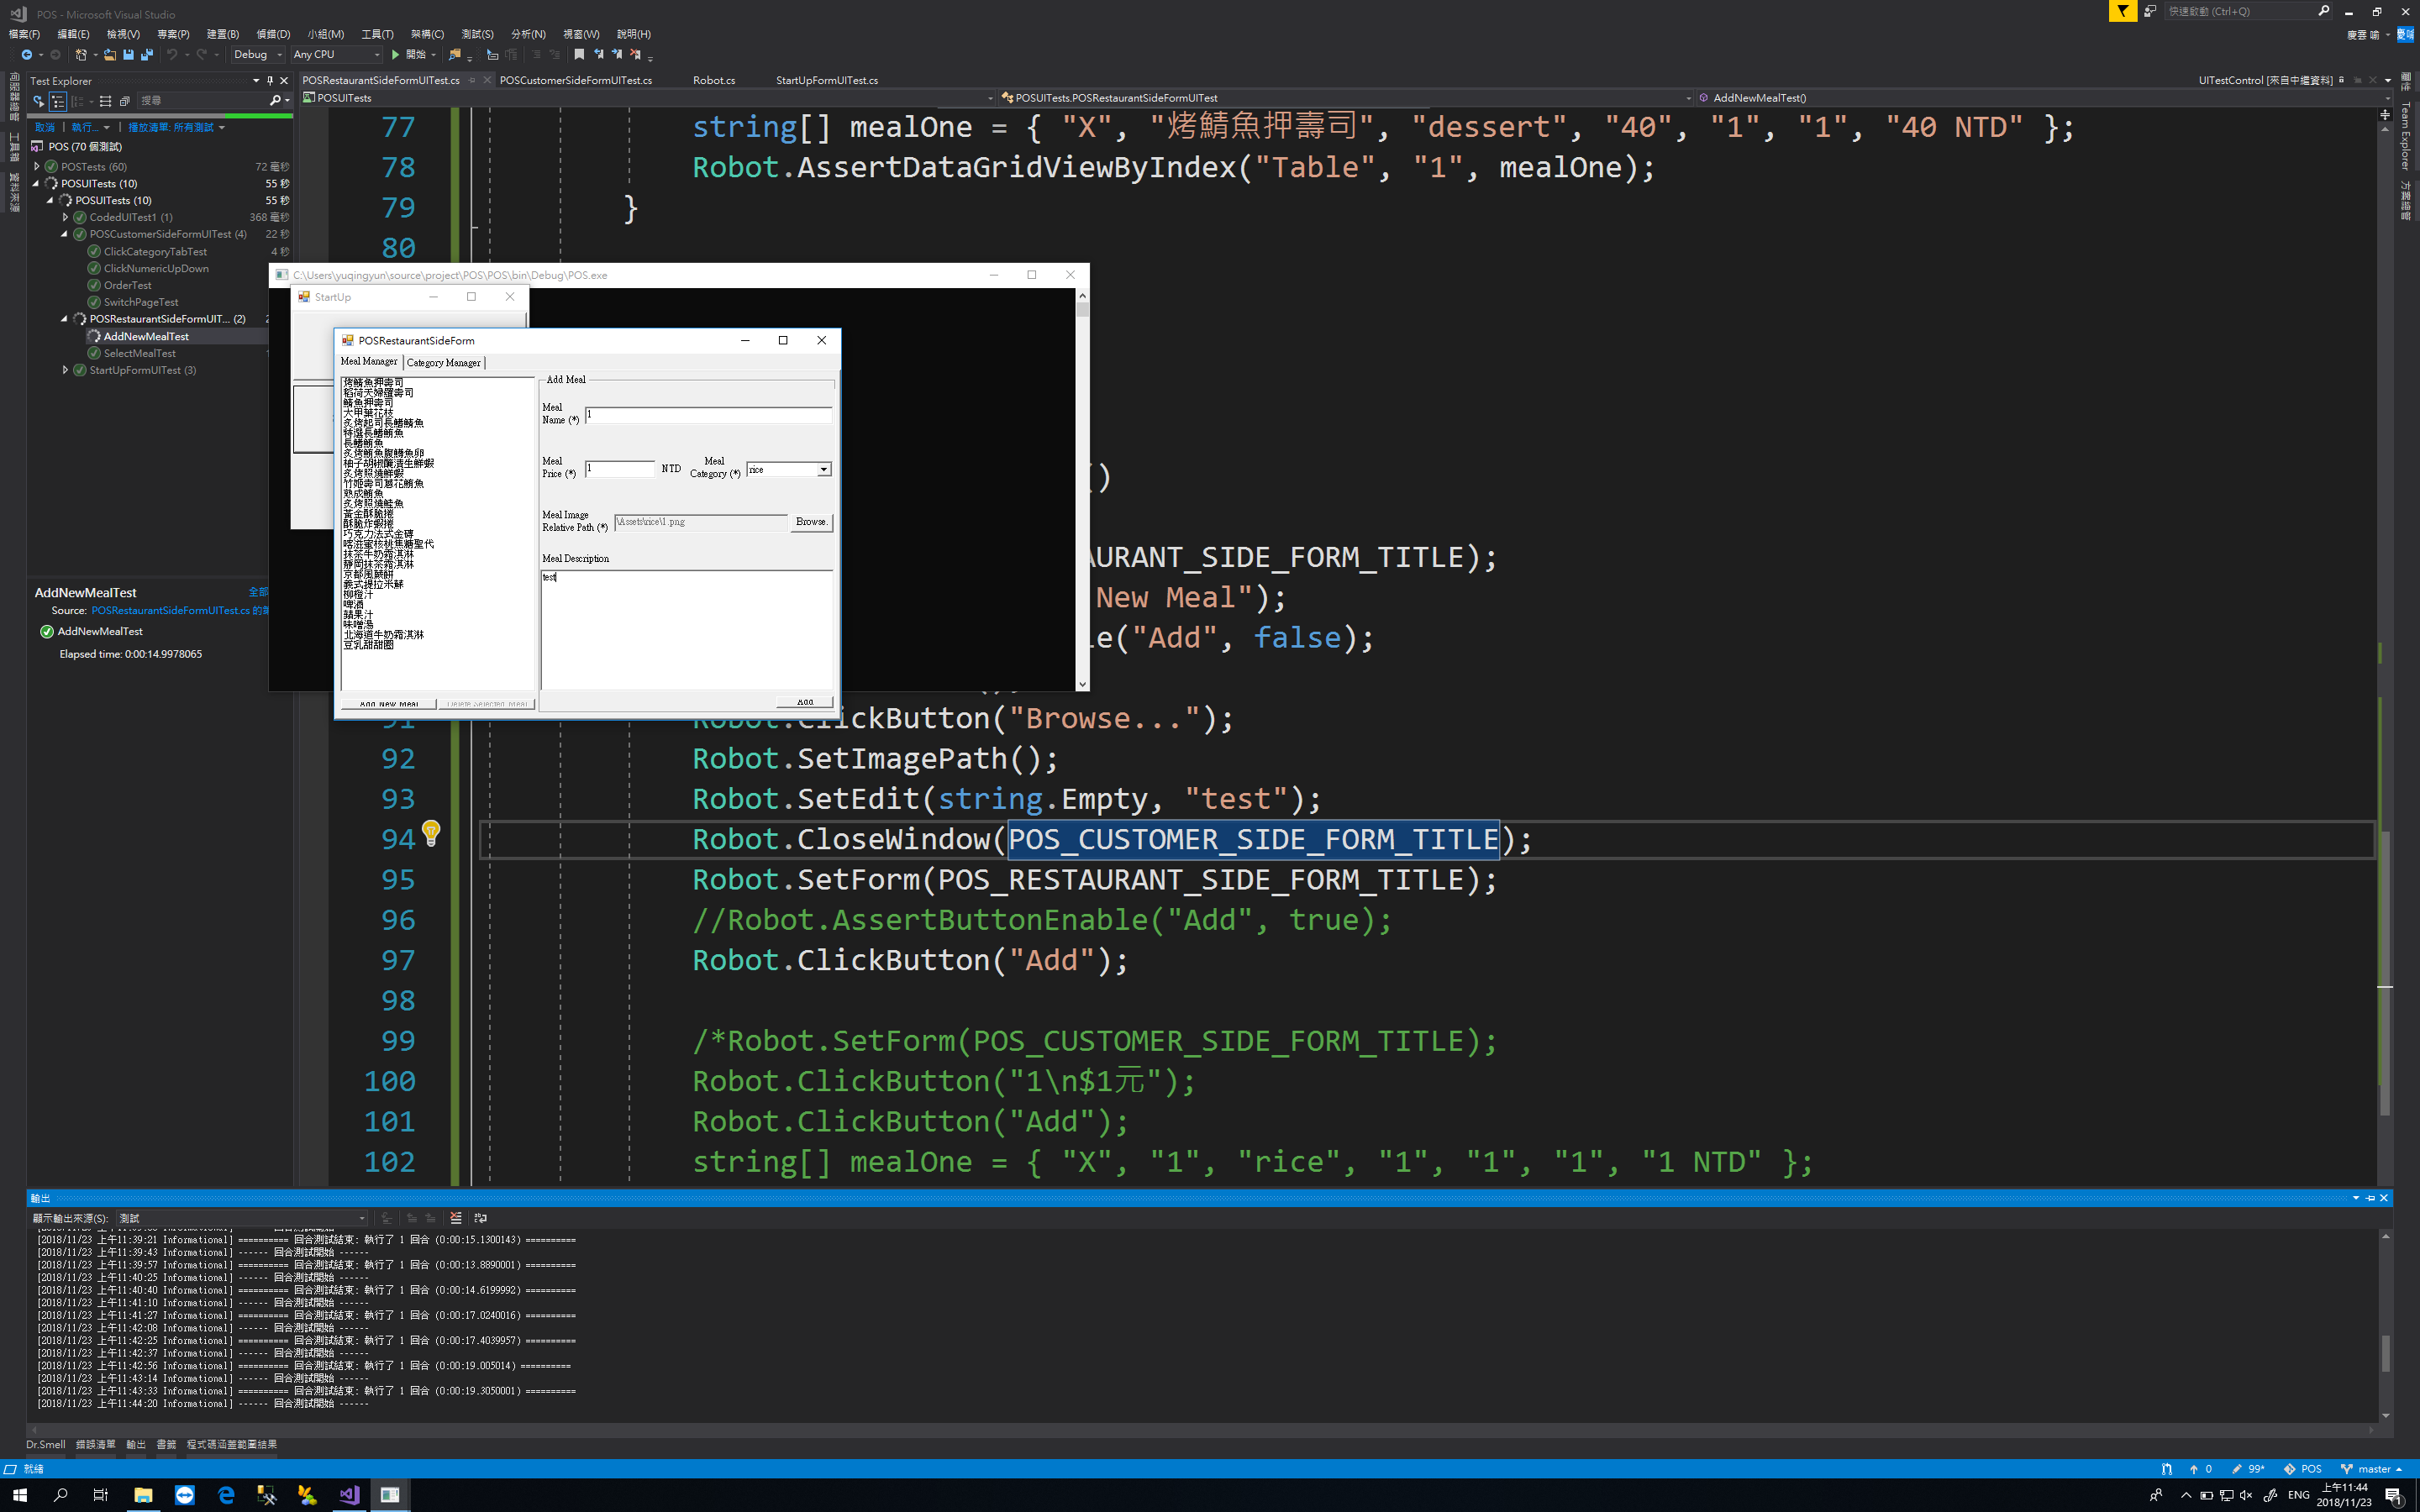 POS - Microsoft Visual Studio
快速啟動 (Ctrl+Q)
檔案(F) 編輯(E) 檢視(V) 專案(P) 建置(B) 偵錯(D) 小組(M) 工具(T) 架構(C) 測試(S) 分析(N) 視窗(W) 說明(H)
慶雲 喻
Debug Any CPU 開始
Test Explorer
POSRestaurantSideFormUITest.cs POSCustomerSideFormUITest.cs Robot.cs StartUpFormUITest.cs UITestControl [來自中繼資料]
搜尋
POSUITests POSUITests.POSRestaurantSideFormUITest AddNewMealTest()
取消 執行... 播放清單: 所有測試
POS (70 個測試)
POSTests (60) 72 毫秒
POSUITests (10) 55 秒
POSUITests (10) 55 秒
CodedUITest1 (1) 368 毫秒
POSCustomerSideFormUITest (4) 22 秒
ClickCategoryTabTest 4 秒
ClickNumericUpDown
OrderTest
SwitchPageTest
POSRestaurantSideFormUIT... (2)
AddNewMealTest
SelectMealTest
StartUpFormUITest (3)
AddNewMealTest
Source: POSRestaurantSideFormUITest.cs
AddNewMealTest
Elapsed time: 0:00:14.9978065
Team Explorer
方案總管
77 string[] mealOne = { "X", "烤鯖魚押壽司", "dessert", "40", "1", "1", "40 NTD" };
78 Robot.AssertDataGridViewByIndex("Table", "1", mealOne);
79 }
80
C:\Users\yuqingyun\source\project\POS\POS\bin\Debug\POS.exe
StartUp
POSRestaurantSideForm
Meal Manager Category Manager
烤鯖魚押壽司
稻荷天婦羅壽司
鯖魚押壽司
大甲葉花枝
炙烤起司長鰭鮪魚
特選長鰭鮪魚
長鰭鮪魚
炙烤鮪魚腹鱈魚卵
柚子胡椒醃漬生鮮蝦
炙烤照燒鮮蝦
竹姬壽司蔥花鮪魚
熟成鮪魚
炙烤照燒鮭魚
黃金酥脆捲
酥脆炸蝦捲
巧克力法式金磚
喀滋蜜核桃焦糖聖代
抹茶牛奶霜淇淋
靜岡抹茶霜淇淋
京都風蕨餅
義式提拉米蘇
柳橙汁
啤酒
蘋果汁
味噌湯
北海道牛奶霜淇淋
豆乳甜甜圈
Add New Meal Delete Selected Meal
Add Meal
Meal Name (*) 1
Meal Price (*) 1 NTD Meal Category (*) rice
Meal Image Relative Path (*) \Assets\rice\1.png Browse.
Meal Description
test
Add
()
AURANT_SIDE_FORM_TITLE);
New Meal");
le("Add", false);
91 Robot.ClickButton("Browse...");
92 Robot.SetImagePath();
93 Robot.SetEdit(string.Empty, "test");
94 Robot.CloseWindow(POS_CUSTOMER_SIDE_FORM_TITLE);
95 Robot.SetForm(POS_RESTAURANT_SIDE_FORM_TITLE);
96 //Robot.AssertButtonEnable("Add", true);
97 Robot.ClickButton("Add");
98
99 /*Robot.SetForm(POS_CUSTOMER_SIDE_FORM_TITLE);
100 Robot.ClickButton("1\n$1元");
101 Robot.ClickButton("Add");
102 string[] mealOne = { "X", "1", "rice", "1", "1", "1", "1 NTD" };
輸出
顯示輸出來源(S): 測試
[2018/11/23 上午11:39:21 Informational] ========== 回合測試結束: 執行了 1 回合 (0:00:15.1300143) ==========
[2018/11/23 上午11:39:43 Informational] ------ 回合測試開始 ------
[2018/11/23 上午11:39:57 Informational] ========== 回合測試結束: 執行了 1 回合 (0:00:13.8890001) ==========
[2018/11/23 上午11:40:25 Informational] ------ 回合測試開始 ------
[2018/11/23 上午11:40:40 Informational] ========== 回合測試結束: 執行了 1 回合 (0:00:14.6199992) ==========
[2018/11/23 上午11:41:10 Informational] ------ 回合測試開始 ------
[2018/11/23 上午11:41:27 Informational] ========== 回合測試結束: 執行了 1 回合 (0:00:17.0240016) ==========
[2018/11/23 上午11:42:08 Informational] ------ 回合測試開始 ------
[2018/11/23 上午11:42:25 Informational] ========== 回合測試結束: 執行了 1 回合 (0:00:17.4039957) ==========
[2018/11/23 上午11:42:37 Informational] ------ 回合測試開始 ------
[2018/11/23 上午11:42:56 Informational] ========== 回合測試結束: 執行了 1 回合 (0:00:19.005014) ==========
[2018/11/23 上午11:43:14 Informational] ------ 回合測試開始 ------
[2018/11/23 上午11:43:33 Informational] ========== 回合測試結束: 執行了 1 回合 (0:00:19.3050001) ==========
[2018/11/23 上午11:44:20 Informational] ------ 回合測試開始 ------
Dr.Smell 錯誤清單 輸出 書籤 程式碼涵蓋範圍結果
就緒 0 99* POS master
ENG 上午11:44
2018/11/23